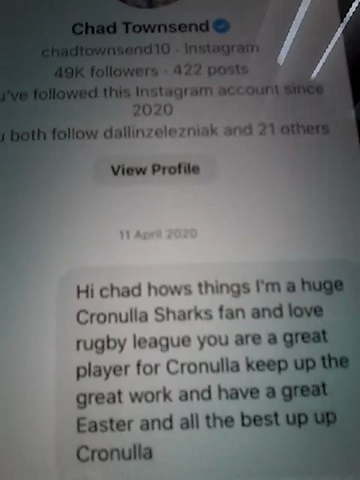 Chad Townsend
chadtownsend10 · Instagram
49K followers · 422 posts
u've followed this Instagram account since
2020
u both follow dallinzelezniak and 21 others
View Profile
11 April 2020
Hi chad hows things I'm a huge
Cronulla Sharks fan and love
rugby league you are a great
player for Cronulla keep up the
great work and have a great
Easter and all the best up up
Cronulla